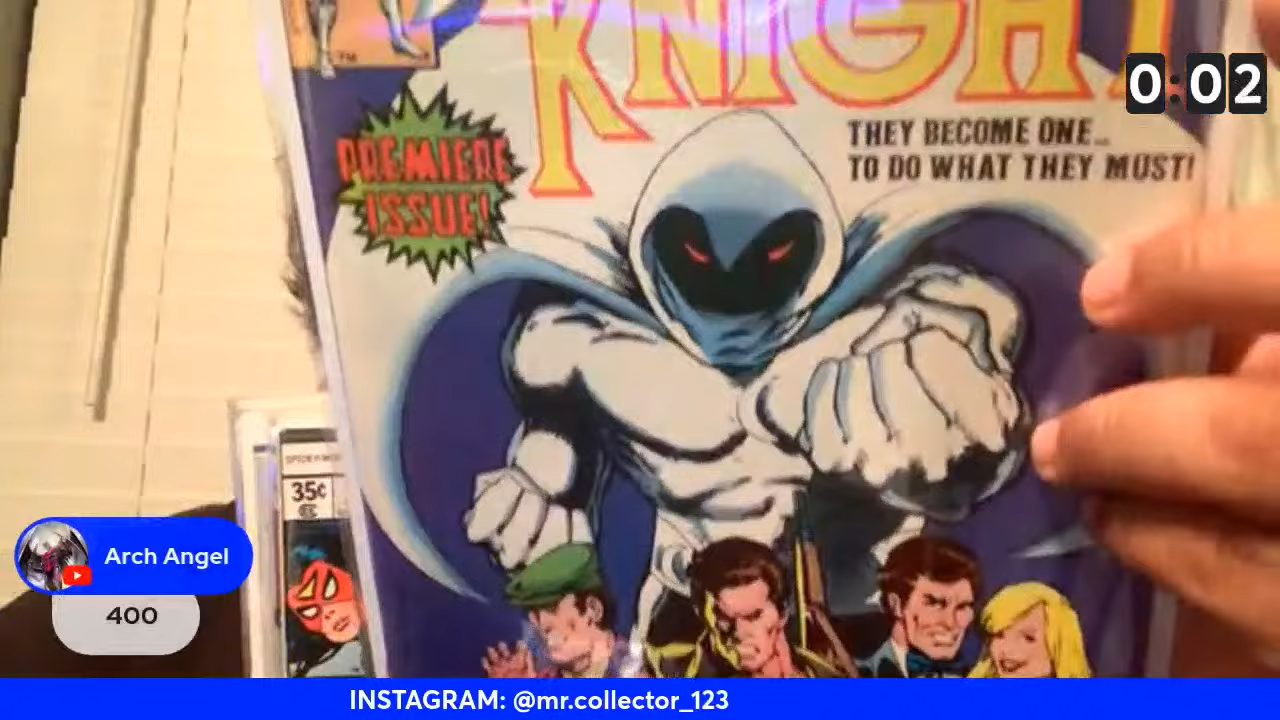 KNIGHT
0:02
THEY BECOME ONE...
TO DO WHAT THEY MUST!
PREMIERE
ISSUE!
TM
35¢
Arch Angel
400
INSTAGRAM: @mr.collector_123